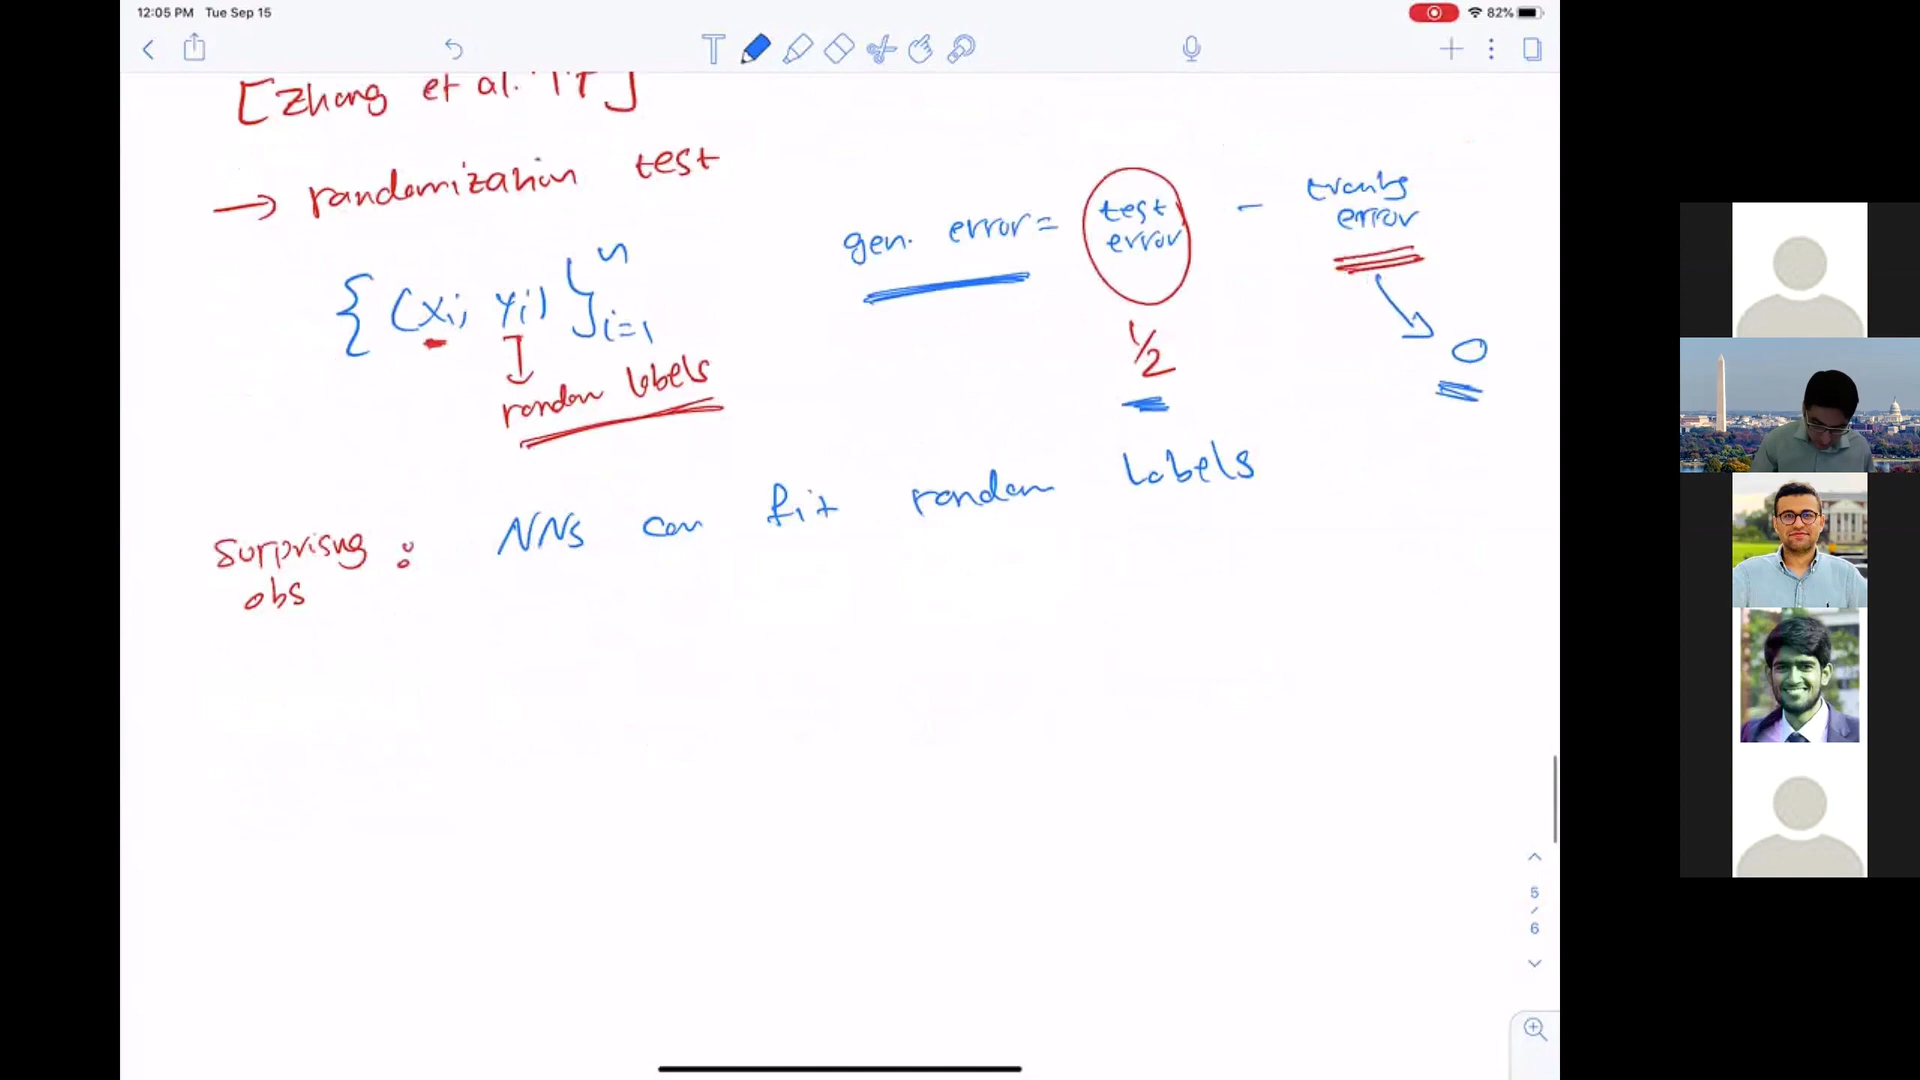 12:05 PM Tue Sep 15
82%
[Zhang et al. '17]
→ randomization test
{(xi, yi)}ⁿi=1
random labels
gen. error = test error - training error
1/2
0
Surprising obs : NNs can fit random labels
5
/
6